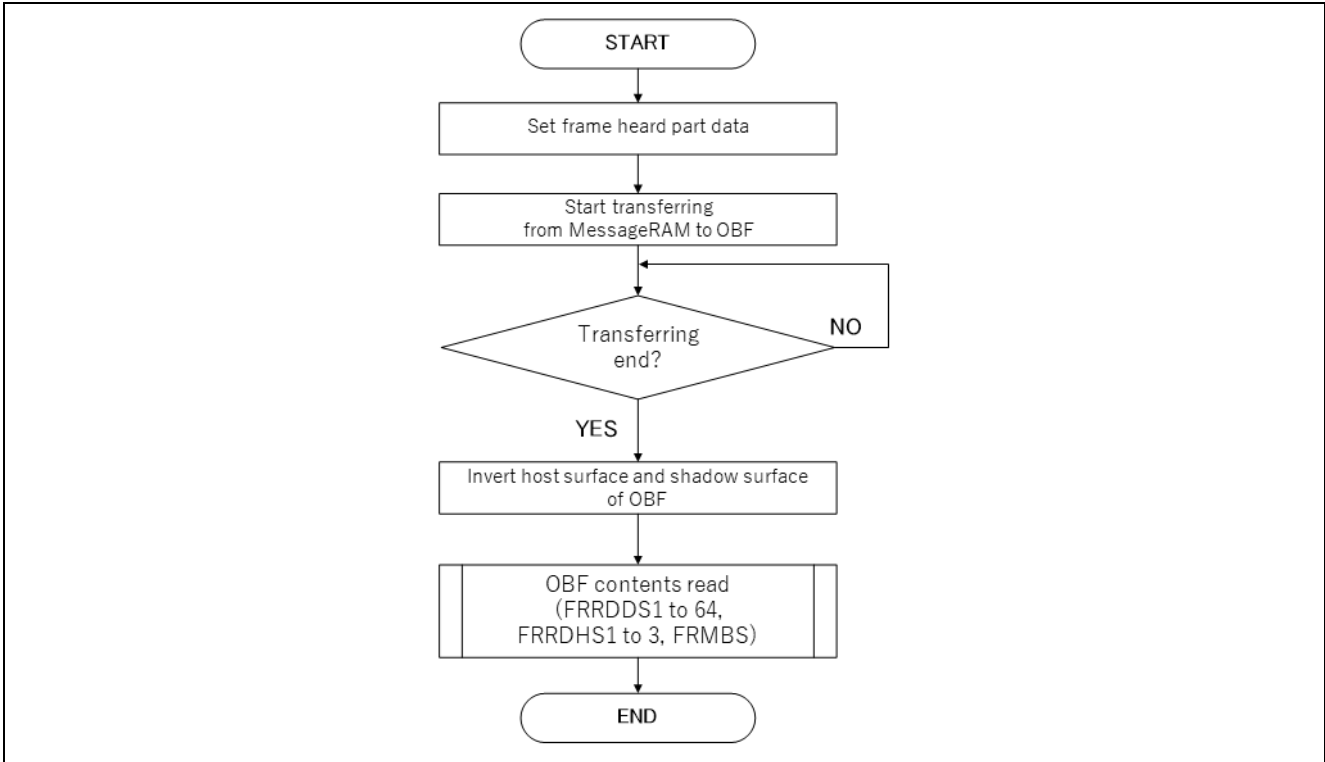 START
Set frame heard part data
Start transferring
from MessageRAM to OBF
Transferring
end?
NO
YES
Invert host surface and shadow surface
of OBF
OBF contents read
(FRRDDS1 to 64,
FRRDHS1 to 3, FRMBS)
END